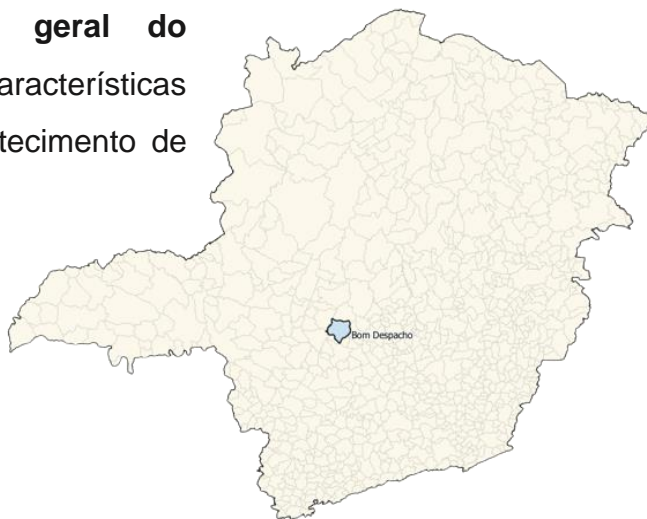 geral do
aracterísticas
tecimento de
Bom Despacho